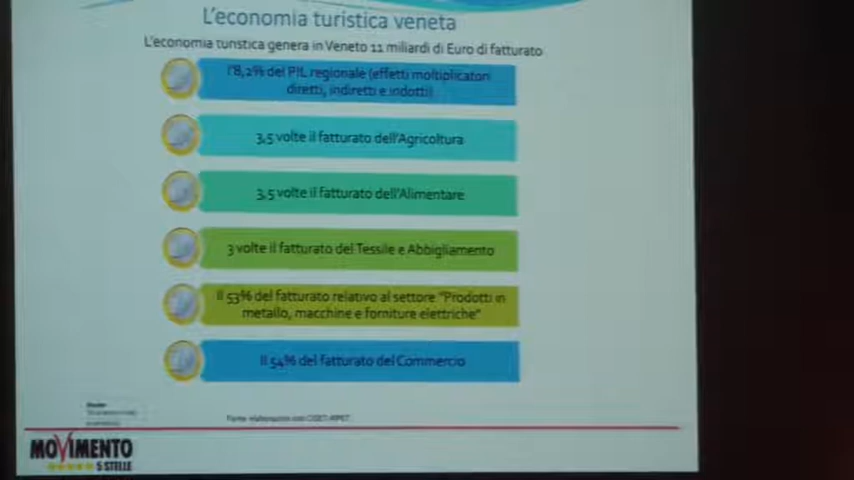 L'economia turistica veneta
L'economia turistica genera in Veneto 11 miliardi di Euro di fatturato
l'8,2% del PIL regionale (effetti moltiplicatori
diretti, indiretti e indotti)
3,5 volte il fatturato dell'Agricoltura
3,5 volte il fatturato dell'Alimentare
3 volte il fatturato del Tessile e Abbigliamento
Il 53% del fatturato relativo al settore "Prodotti in
metallo, macchine e forniture elettriche"
Il 54% del fatturato del Commercio
Fonte:
MOVIMENTO
5 STELLE